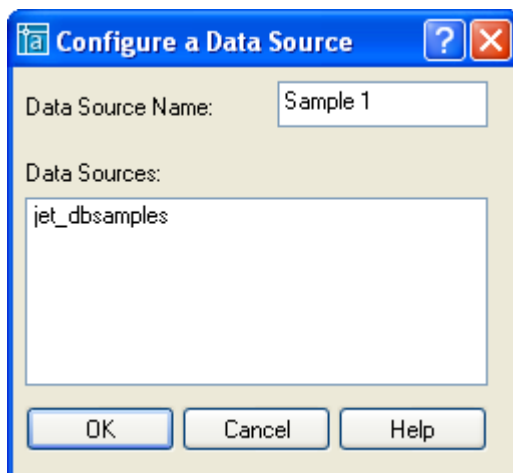 Configure a Data Source
Data Source Name: Sample 1
Data Sources:
jet_dbsamples
OK Cancel Help